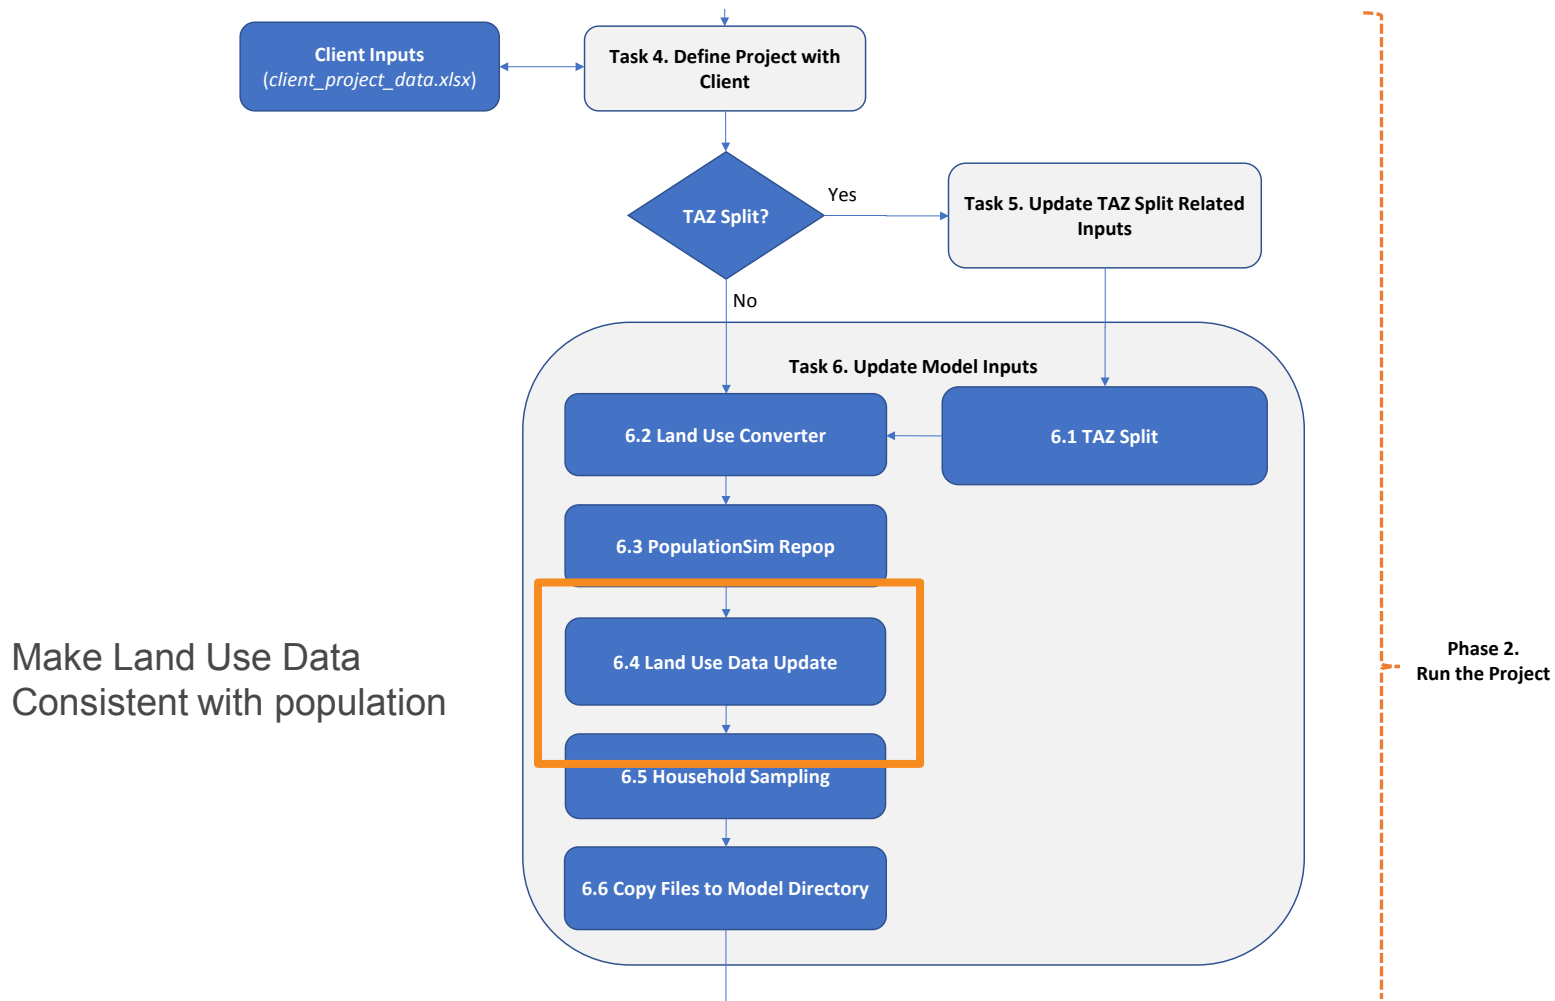 Client Inputs
(client_project_data.xlsx)
Task 4. Define Project with
Client
TAZ Split?
Yes
Task 5. Update TAZ Split Related
Inputs
No
Task 6. Update Model Inputs
6.2 Land Use Converter
6.1 TAZ Split
6.3 PopulationSim Repop
6.4 Land Use Data Update
Make Land Use Data
Consistent with population
Phase 2.
Run the Project
6.5 Household Sampling
6.6 Copy Files to Model Directory